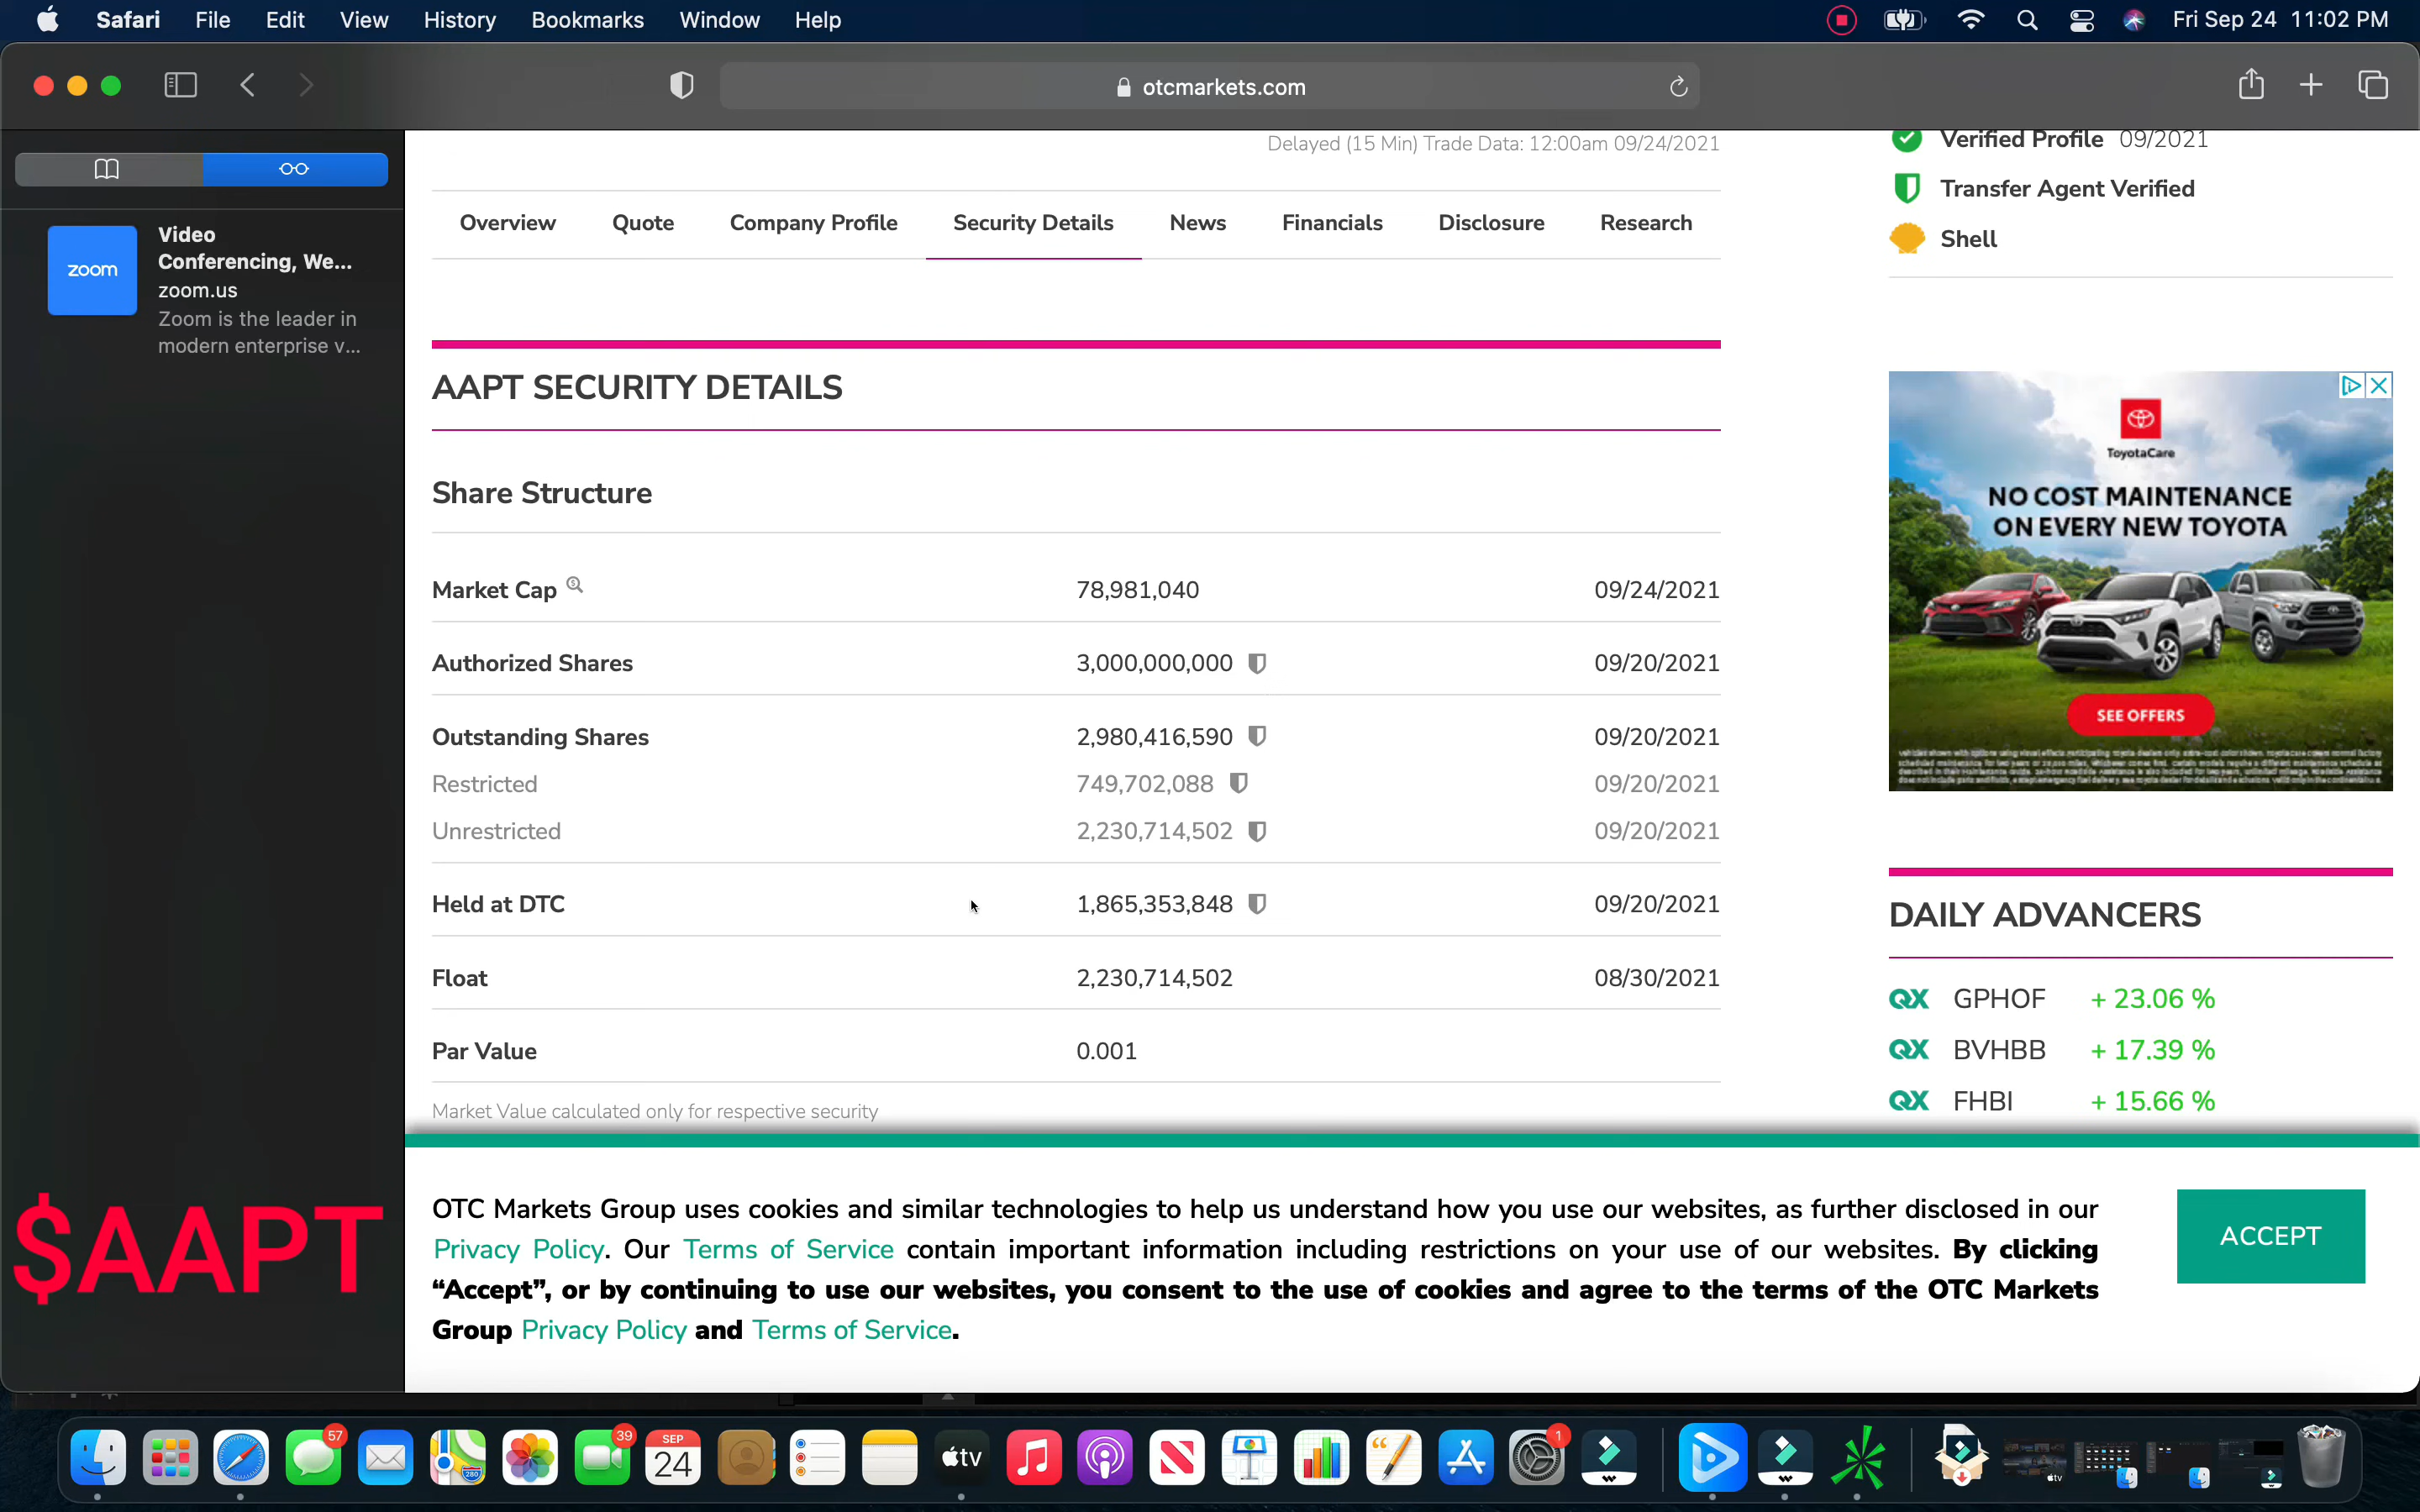 Safari File Edit View History Bookmarks Window Help Fri Sep 24 11:02 PM
otcmarkets.com
zoom
Video
Conferencing, We...
zoom.us
Zoom is the leader in
modern enterprise v...
$AAPT
Delayed (15 Min) Trade Data: 12:00am 09/24/2021
Overview Quote Company Profile Security Details News Financials Disclosure Research
AAPT SECURITY DETAILS
Share Structure
Market Cap 78,981,040 09/24/2021
Authorized Shares 3,000,000,000 09/20/2021
Outstanding Shares 2,980,416,590 09/20/2021
Restricted 749,702,088 09/20/2021
Unrestricted 2,230,714,502 09/20/2021
Held at DTC 1,865,353,848 09/20/2021
Float 2,230,714,502 08/30/2021
Par Value 0.001
Market Value calculated only for respective security
Verified Profile 09/2021
Transfer Agent Verified
Shell
ToyotaCare
NO COST MAINTENANCE
ON EVERY NEW TOYOTA
SEE OFFERS
DAILY ADVANCERS
QX GPHOF + 23.06 %
QX BVHBB + 17.39 %
QX FHBI + 15.66 %
OTC Markets Group uses cookies and similar technologies to help us understand how you use our websites, as further disclosed in our
Privacy Policy. Our Terms of Service contain important information including restrictions on your use of our websites. By clicking
“Accept”, or by continuing to use our websites, you consent to the use of cookies and agree to the terms of the OTC Markets
Group Privacy Policy and Terms of Service.
ACCEPT
57
280
39
SEP
24
tv
1
tv